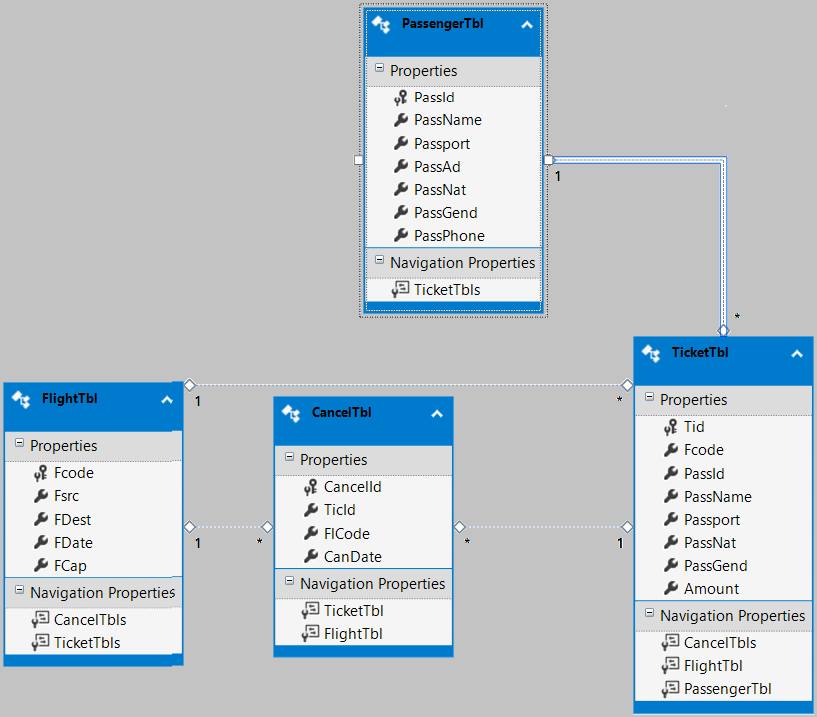 PassengerTbl
Properties
PassId
PassName
Passport
PassAd
PassNat
PassGend
PassPhone
Navigation Properties
TicketTbls
1
*
FlightTbl
Properties
Fcode
Fsrc
FDest
FDate
FCap
Navigation Properties
CancelTbls
TicketTbls
1
*
1
*
CancelTbl
Properties
CancelId
TicId
FlCode
CanDate
Navigation Properties
TicketTbl
FlightTbl
*
1
TicketTbl
Properties
Tid
Fcode
PassId
PassName
Passport
PassNat
PassGend
Amount
Navigation Properties
CancelTbls
FlightTbl
PassengerTbl